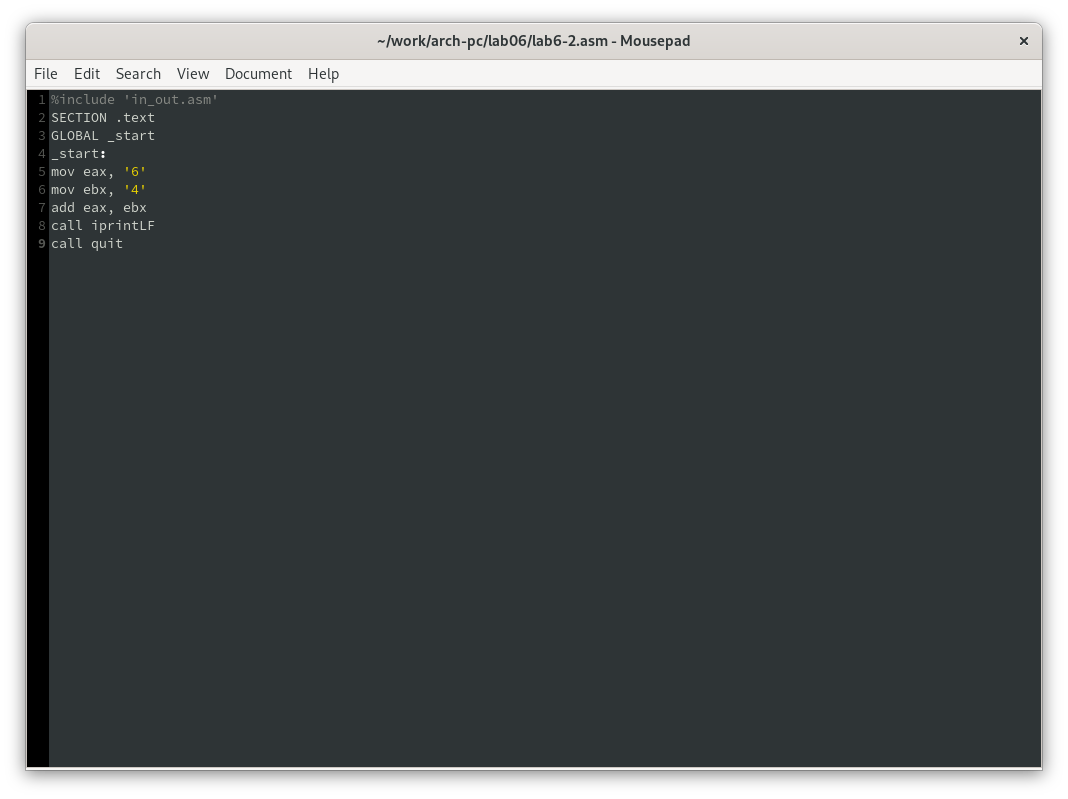 ~/work/arch-pc/lab06/lab6-2.asm - Mousepad
File Edit Search View Document Help
1 %include 'in_out.asm'
2 SECTION .text
3 GLOBAL _start
4 _start:
5 mov eax, '6'
6 mov ebx, '4'
7 add eax, ebx
8 call iprintLF
9 call quit